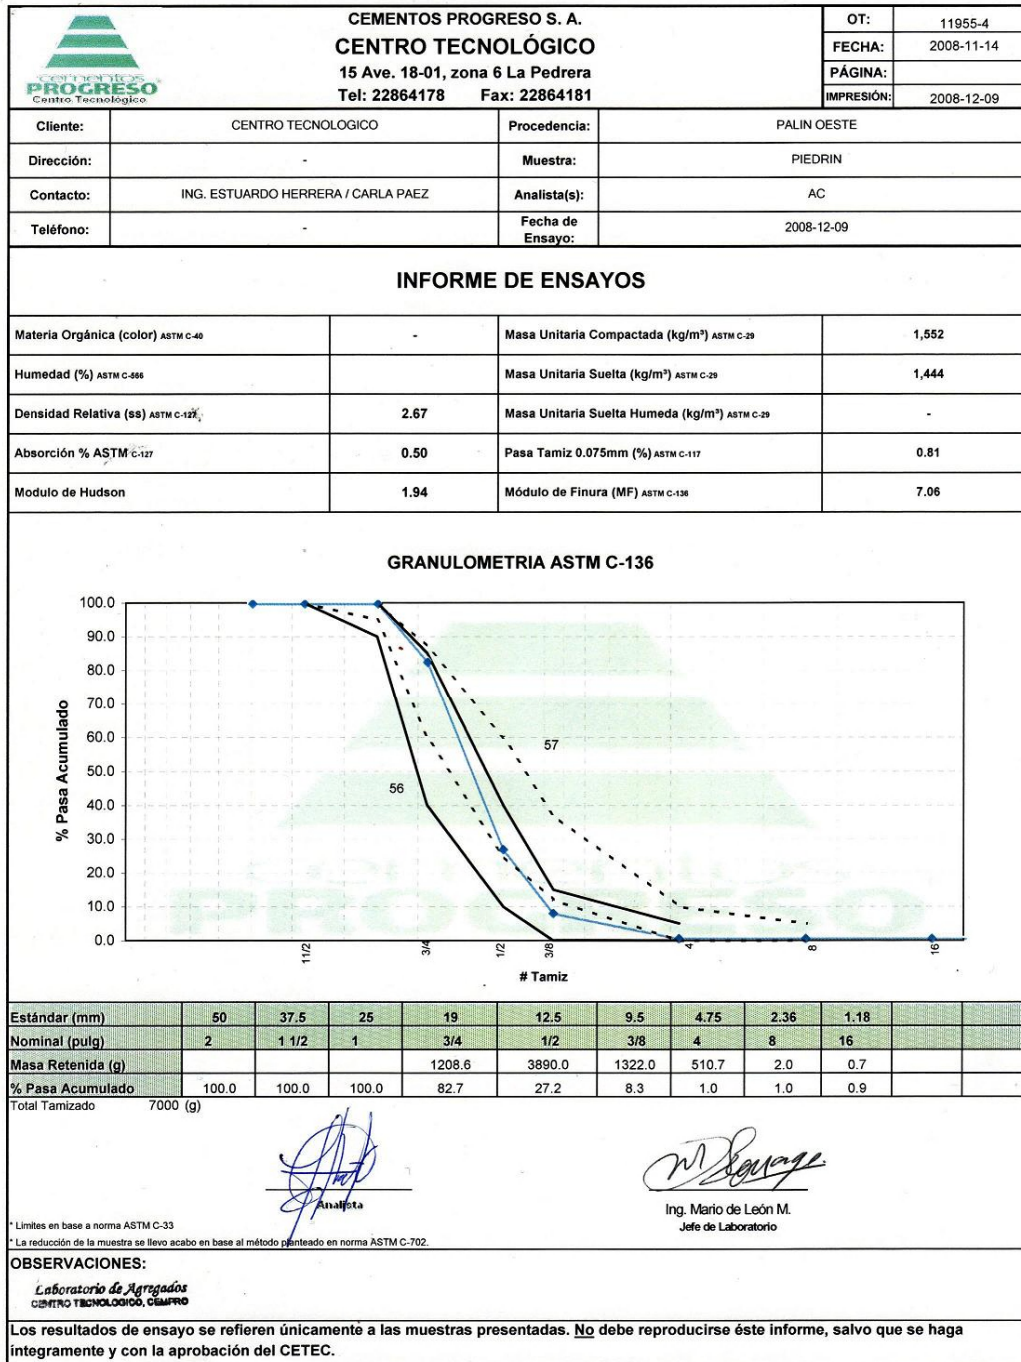 CEMENTOS PROGRESO S. A.
CENTRO TECNOLÓGICO
15 Ave. 18-01, zona 6 La Pedrera
Tel: 22864178 Fax: 22864181
cementos
PROGRESO
Centro Tecnológico
OT: 11955-4
FECHA: 2008-11-14
PÁGINA:
IMPRESIÓN: 2008-12-09
Cliente: CENTRO TECNOLOGICO Procedencia: PALIN OESTE
Dirección: - Muestra: PIEDRIN
Contacto: ING. ESTUARDO HERRERA / CARLA PAEZ Analista(s): AC
Teléfono: - Fecha de Ensayo: 2008-12-09
INFORME DE ENSAYOS
Materia Orgánica (color) ASTM C-40 - Masa Unitaria Compactada (kg/m³) ASTM C-29 1,552
Humedad (%) ASTM C-566 Masa Unitaria Suelta (kg/m³) ASTM C-29 1,444
Densidad Relativa (ss) ASTM C-127 2.67 Masa Unitaria Suelta Humeda (kg/m³) ASTM C-29 -
Absorción % ASTM C-127 0.50 Pasa Tamiz 0.075mm (%) ASTM C-117 0.81
Modulo de Hudson 1.94 Módulo de Finura (MF) ASTM C-136 7.06
GRANULOMETRIA ASTM C-136
% Pasa Acumulado
100.0
90.0
80.0
70.0
60.0
50.0
40.0
30.0
20.0
10.0
0.0
57
56
PROGRESO
11/2 3/4 1/2 3/8 4 8 16
# Tamiz
Estándar (mm) 50 37.5 25 19 12.5 9.5 4.75 2.36 1.18
Nominal (pulg) 2 1 1/2 1 3/4 1/2 3/8 4 8 16
Masa Retenida (g) 1208.6 3890.0 1322.0 510.7 2.0 0.7
% Pasa Acumulado 100.0 100.0 100.0 82.7 27.2 8.3 1.0 1.0 0.9
Total Tamizado 7000 (g)
Analista
Ing. Mario de León M.
Jefe de Laboratorio
* Limites en base a norma ASTM C-33
* La reducción de la muestra se llevo acabo en base al método planteado en norma ASTM C-702.
OBSERVACIONES:
Laboratorio de Agregados
CENTRO TECNOLOGICO, CEMPRO
Los resultados de ensayo se refieren únicamente a las muestras presentadas. No debe reproducirse éste informe, salvo que se haga
íntegramente y con la aprobación del CETEC.